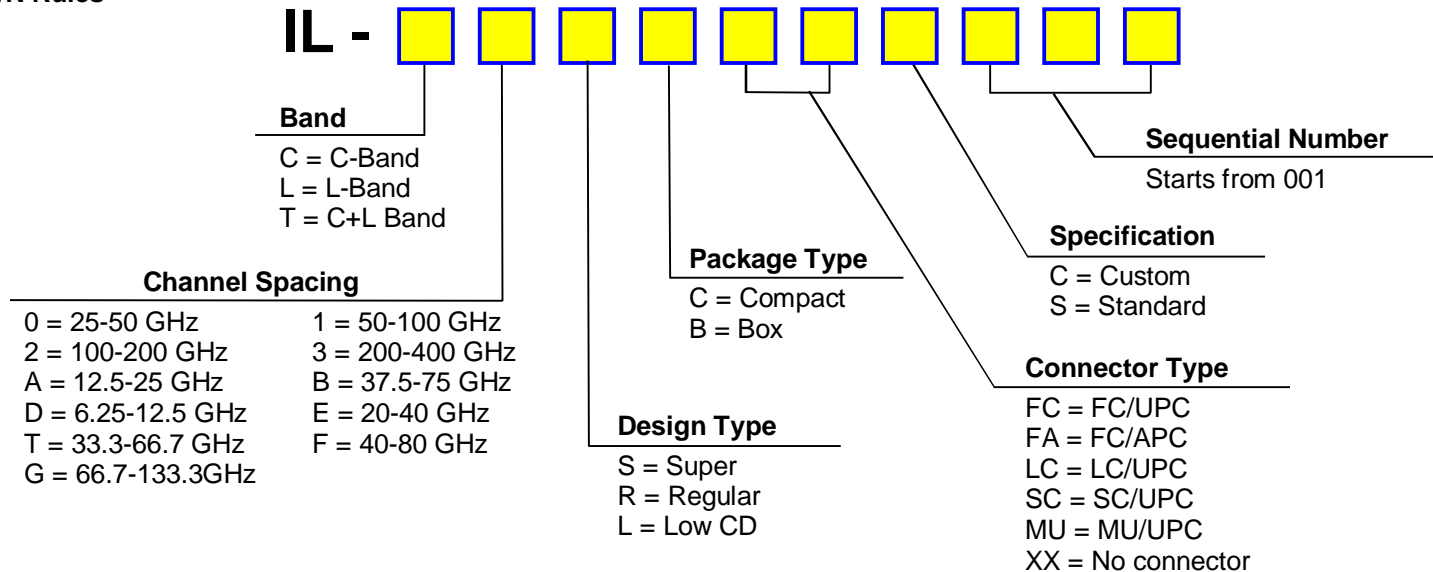 Rules
IL -
Band
C = C-Band
L = L-Band
T = C+L Band
Channel Spacing
0 = 25-50 GHz
1 = 50-100 GHz
2 = 100-200 GHz
3 = 200-400 GHz
A = 12.5-25 GHz
B = 37.5-75 GHz
D = 6.25-12.5 GHz
E = 20-40 GHz
T = 33.3-66.7 GHz
F = 40-80 GHz
G = 66.7-133.3GHz
Design Type
S = Super
R = Regular
L = Low CD
Package Type
C = Compact
B = Box
Connector Type
FC = FC/UPC
FA = FC/APC
LC = LC/UPC
SC = SC/UPC
MU = MU/UPC
XX = No connector
Specification
C = Custom
S = Standard
Sequential Number
Starts from 001